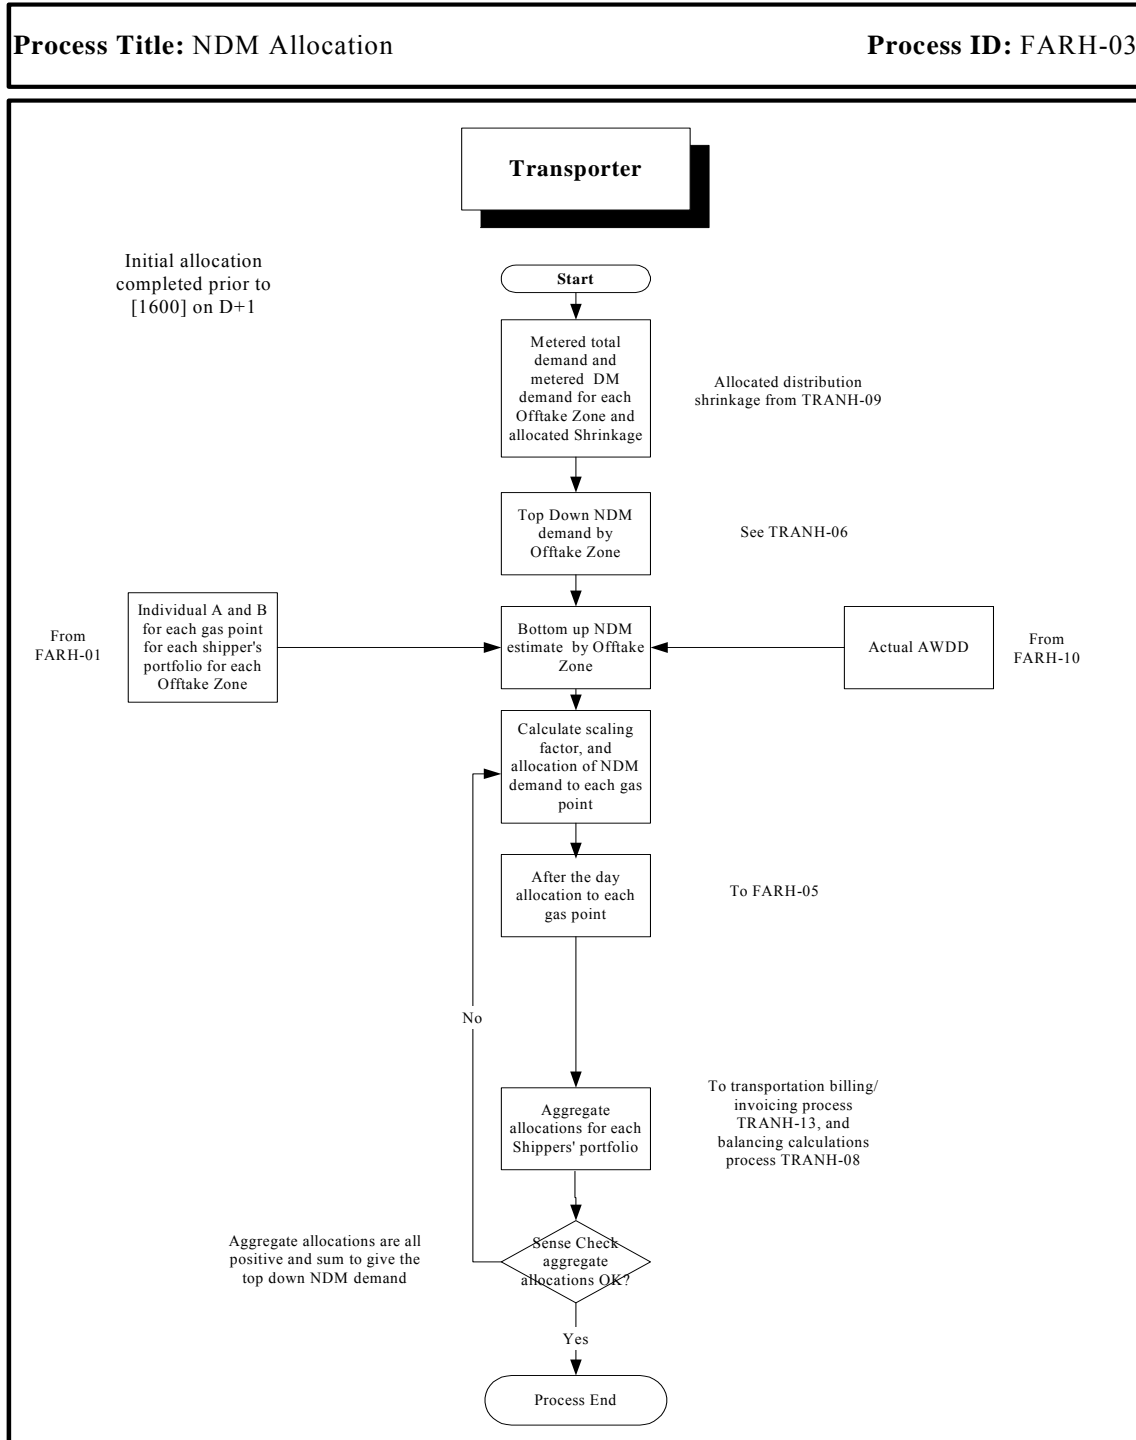 Process Title: NDM Allocation
Process ID: FARH-03
Transporter
Initial allocation
completed prior to
[1600] on D+1
Start
Metered total
demand and
metered DM
demand for each
Offtake Zone and
allocated Shrinkage
Allocated distribution
shrinkage from TRANH-09
Top Down NDM
demand by
Offtake Zone
See TRANH-06
From
FARH-01
Individual A and B
for each gas point
for each shipper's
portfolio for each
Offtake Zone
Bottom up NDM
estimate by Offtake
Zone
Actual AWDD
From
FARH-10
Calculate scaling
factor, and
allocation of NDM
demand to each gas
point
After the day
allocation to each
gas point
To FARH-05
No
Aggregate
allocations for each
Shippers' portfolio
To transportation billing/
invoicing process
TRANH-13, and
balancing calculations
process TRANH-08
Aggregate allocations are all
positive and sum to give the
top down NDM demand
Sense Check
aggregate
allocations OK?
Yes
Process End